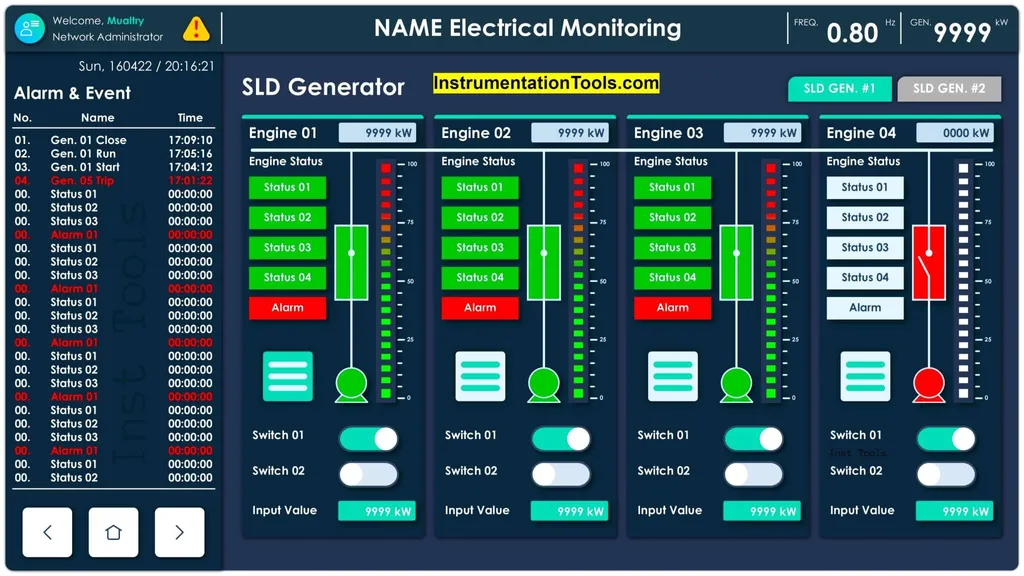 Welcome, Mualtry
Network Administrator
NAME Electrical Monitoring
FREQ. 0.80 Hz
GEN. 9999 kW
Sun, 160422 / 20:16:21
Alarm & Event
No. Name Time
01. Gen. 01 Close 17:09:10
02. Gen. 01 Run 17:05:16
03. Gen. 01 Start 17:04:12
04. Gen. 05 Trip 17:01:22
00. Status 01 00:00:00
00. Status 02 00:00:00
00. Status 03 00:00:00
00. Alarm 01 00:00:00
00. Status 01 00:00:00
00. Status 02 00:00:00
00. Status 03 00:00:00
00. Alarm 01 00:00:00
00. Status 01 00:00:00
00. Status 02 00:00:00
00. Status 03 00:00:00
00. Alarm 01 00:00:00
00. Status 01 00:00:00
00. Status 02 00:00:00
00. Status 03 00:00:00
00. Alarm 01 00:00:00
00. Status 01 00:00:00
00. Status 02 00:00:00
00. Status 03 00:00:00
00. Alarm 01 00:00:00
00. Status 01 00:00:00
00. Status 02 00:00:00
Inst Tools
SLD Generator
InstrumentationTools.com
SLD GEN. #1
SLD GEN. #2
Engine 01 9999 kW
Engine Status
Status 01
Status 02
Status 03
Status 04
Alarm
100
75
50
25
0
Switch 01
Switch 02
Input Value 9999 kW
Engine 02 9999 kW
Engine Status
Status 01
Status 02
Status 03
Status 04
Alarm
100
75
50
25
0
Switch 01
Switch 02
Input Value 9999 kW
Engine 03 9999 kW
Engine Status
Status 01
Status 02
Status 03
Status 04
Alarm
100
75
50
25
0
Switch 01
Switch 02
Input Value 9999 kW
Engine 04 0000 kW
Engine Status
Status 01
Status 02
Status 03
Status 04
Alarm
100
75
50
25
0
Switch 01
Inst Tools
Switch 02
Input Value 9999 kW